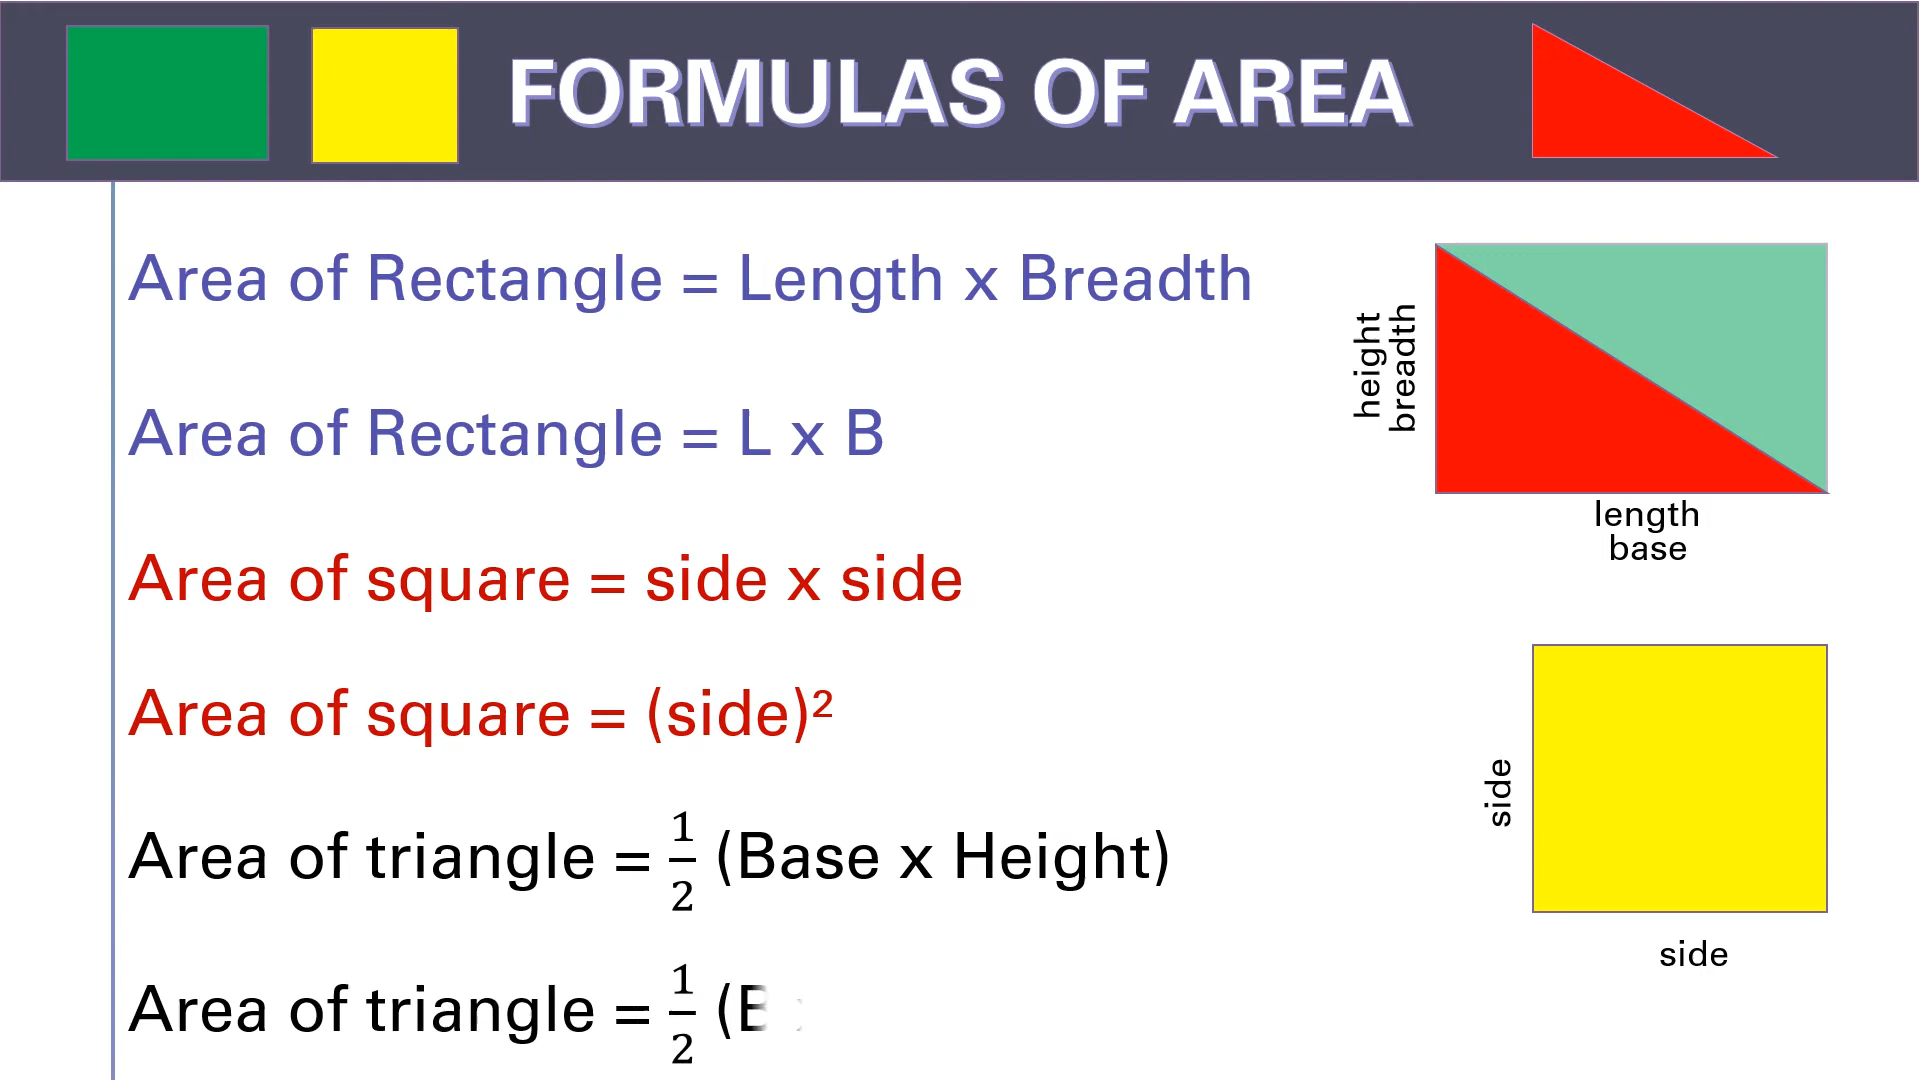 FORMULAS OF AREA
Area of Rectangle = Length x Breadth
Area of Rectangle = L x B
Area of square = side x side
Area of square = (side)²
Area of triangle = 1/2 (Base x Height)
Area of triangle = 1/2 (B
height
breadth
length
base
side
side